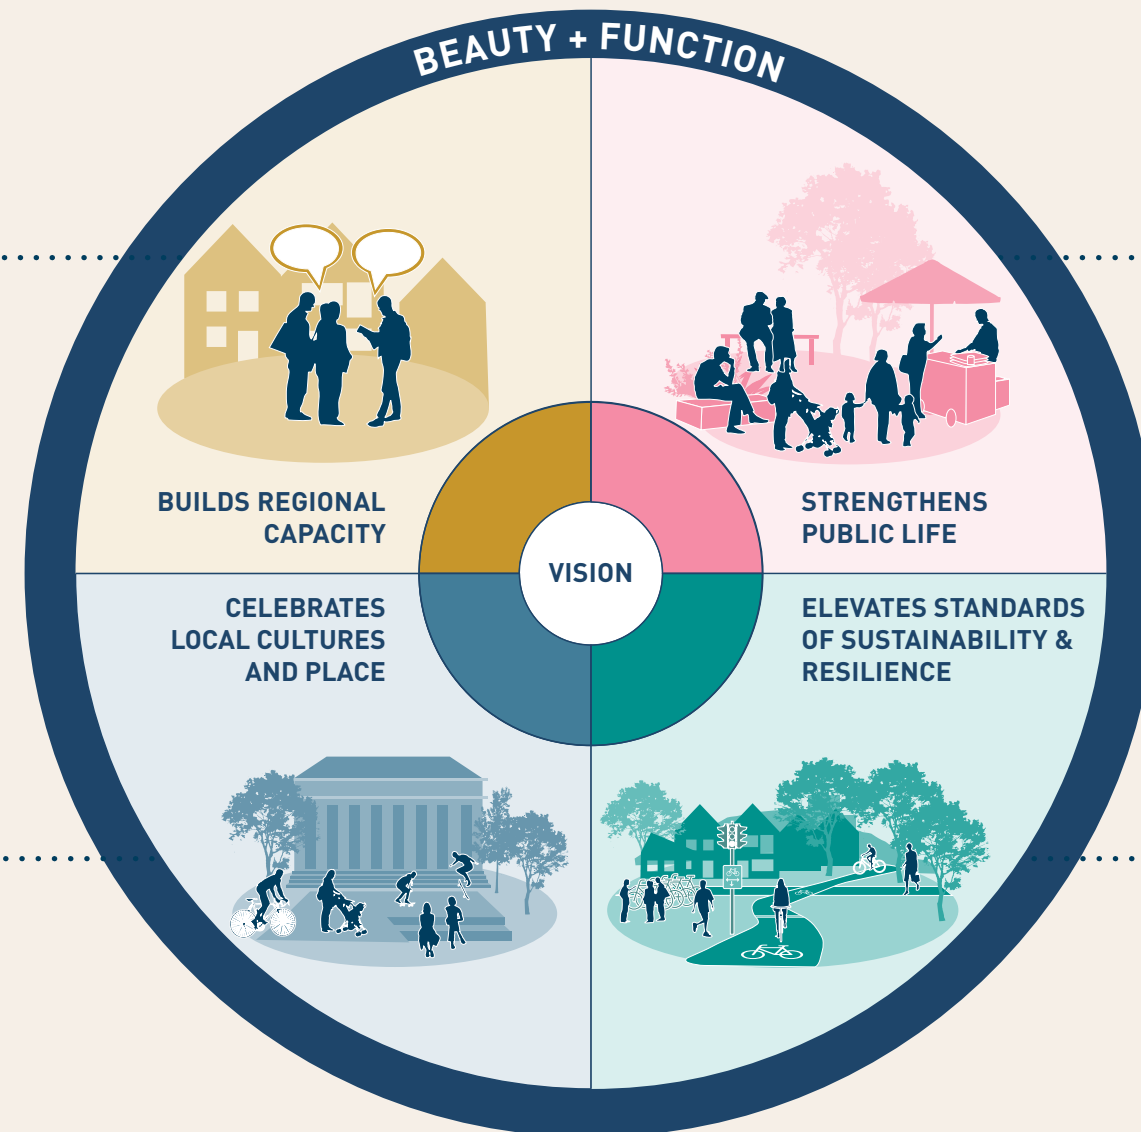 BEAUTY + FUNCTION
BUILDS REGIONAL
CAPACITY
STRENGTHENS
PUBLIC LIFE
VISION
CELEBRATES
LOCAL CULTURES
AND PLACE
ELEVATES STANDARDS
OF SUSTAINABILITY &
RESILIENCE